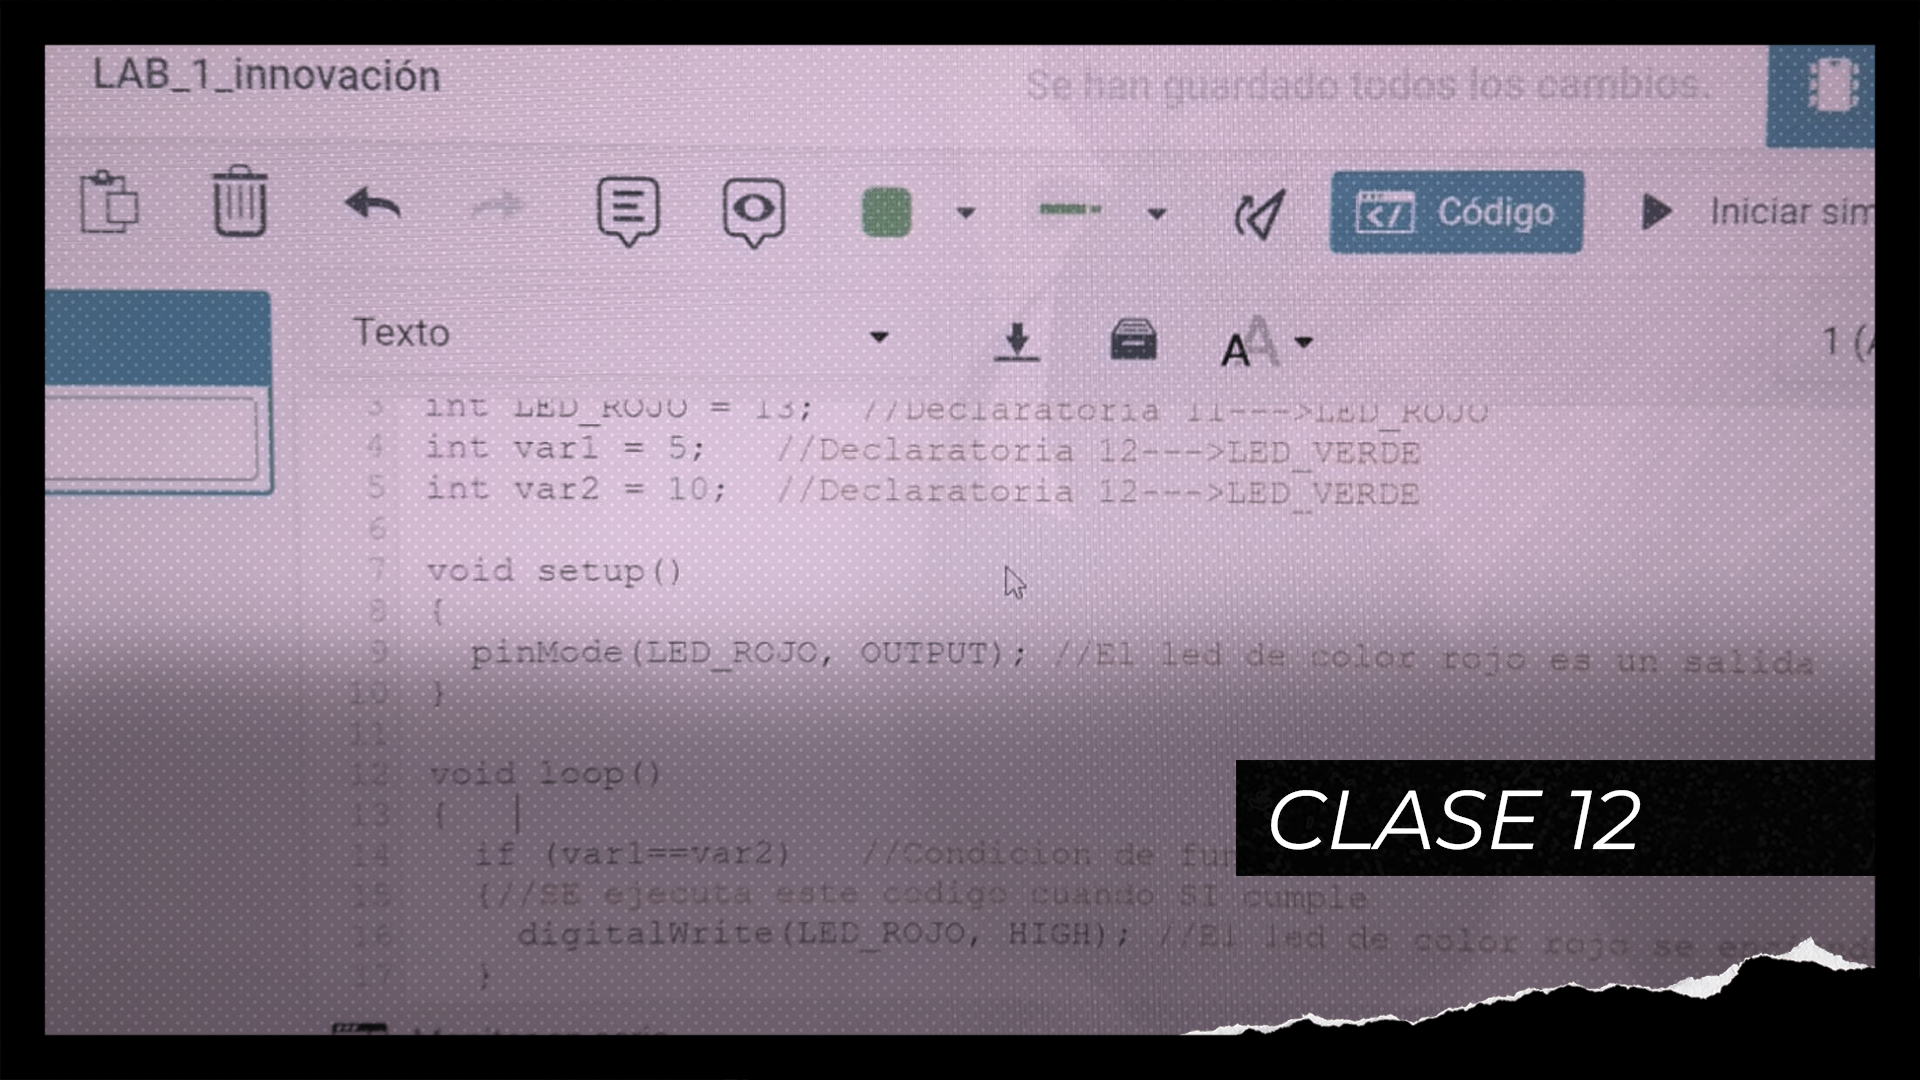 LAB_1_innovación
Se han guardado todos los cambios.
Código
Iniciar sim
Texto
1 (A
3 int LED_ROJO = 13; //Declaratoria 11--->LED_ROJO
4 int var1 = 5; //Declaratoria 12--->LED_VERDE
5 int var2 = 10; //Declaratoria 12--->LED_VERDE
6
7 void setup()
8 {
9 pinMode(LED_ROJO, OUTPUT); //El led de color rojo es un salida
10 }
11
12 void loop()
13 {
14 if (var1==var2) //Condicion de fun
15 {//SE ejecuta este codigo cuando SI cumple
16 digitalWrite(LED_ROJO, HIGH); //El led de color rojo se enciende
17 }
CLASE 12